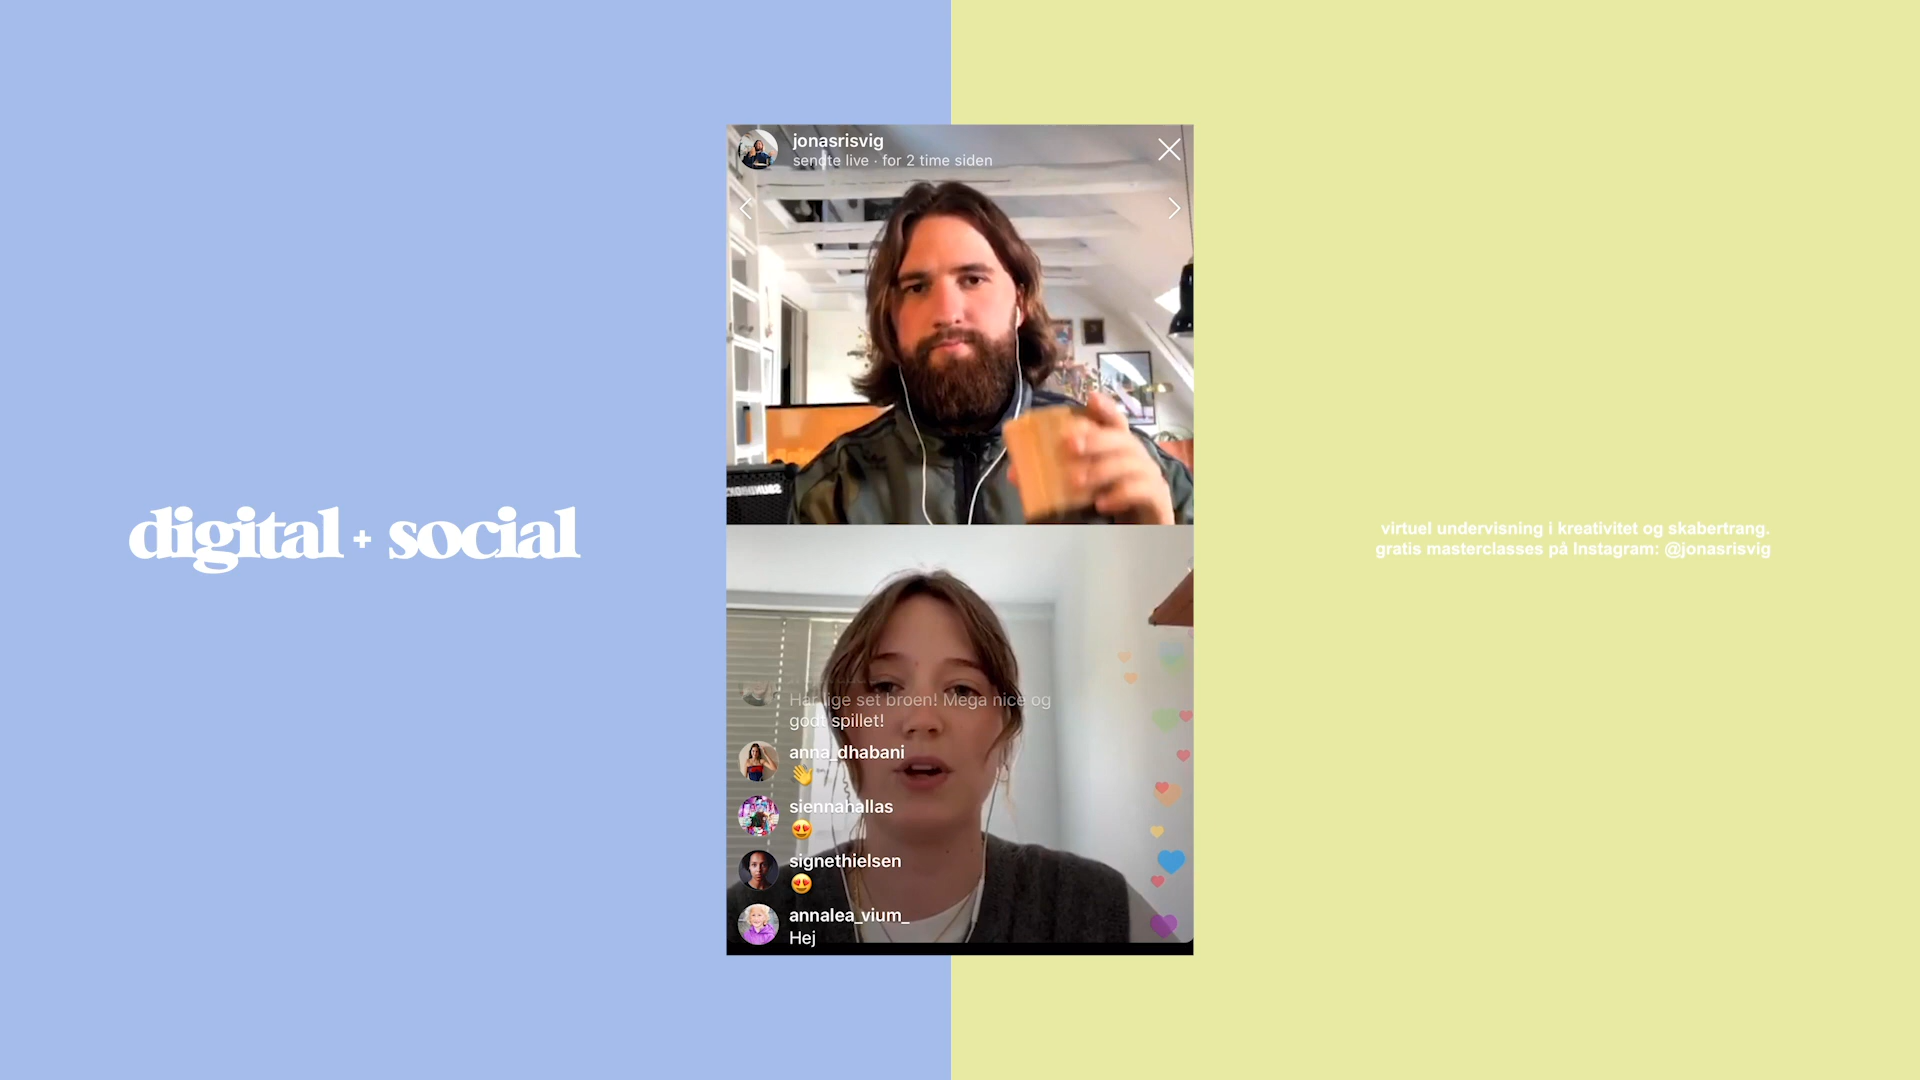 jonasrisvig
sendte live · for 2 time siden
digital + social
virtuel undervisning i kreativitet og skabertrang.
gratis masterclasses på Instagram: @jonasrisvig
Har lige set broen! Mega nice og
godt spillet!
anna_dhabani
👋
siennahallas
😍
signethielsen
😍
annalea_vium_
Hej